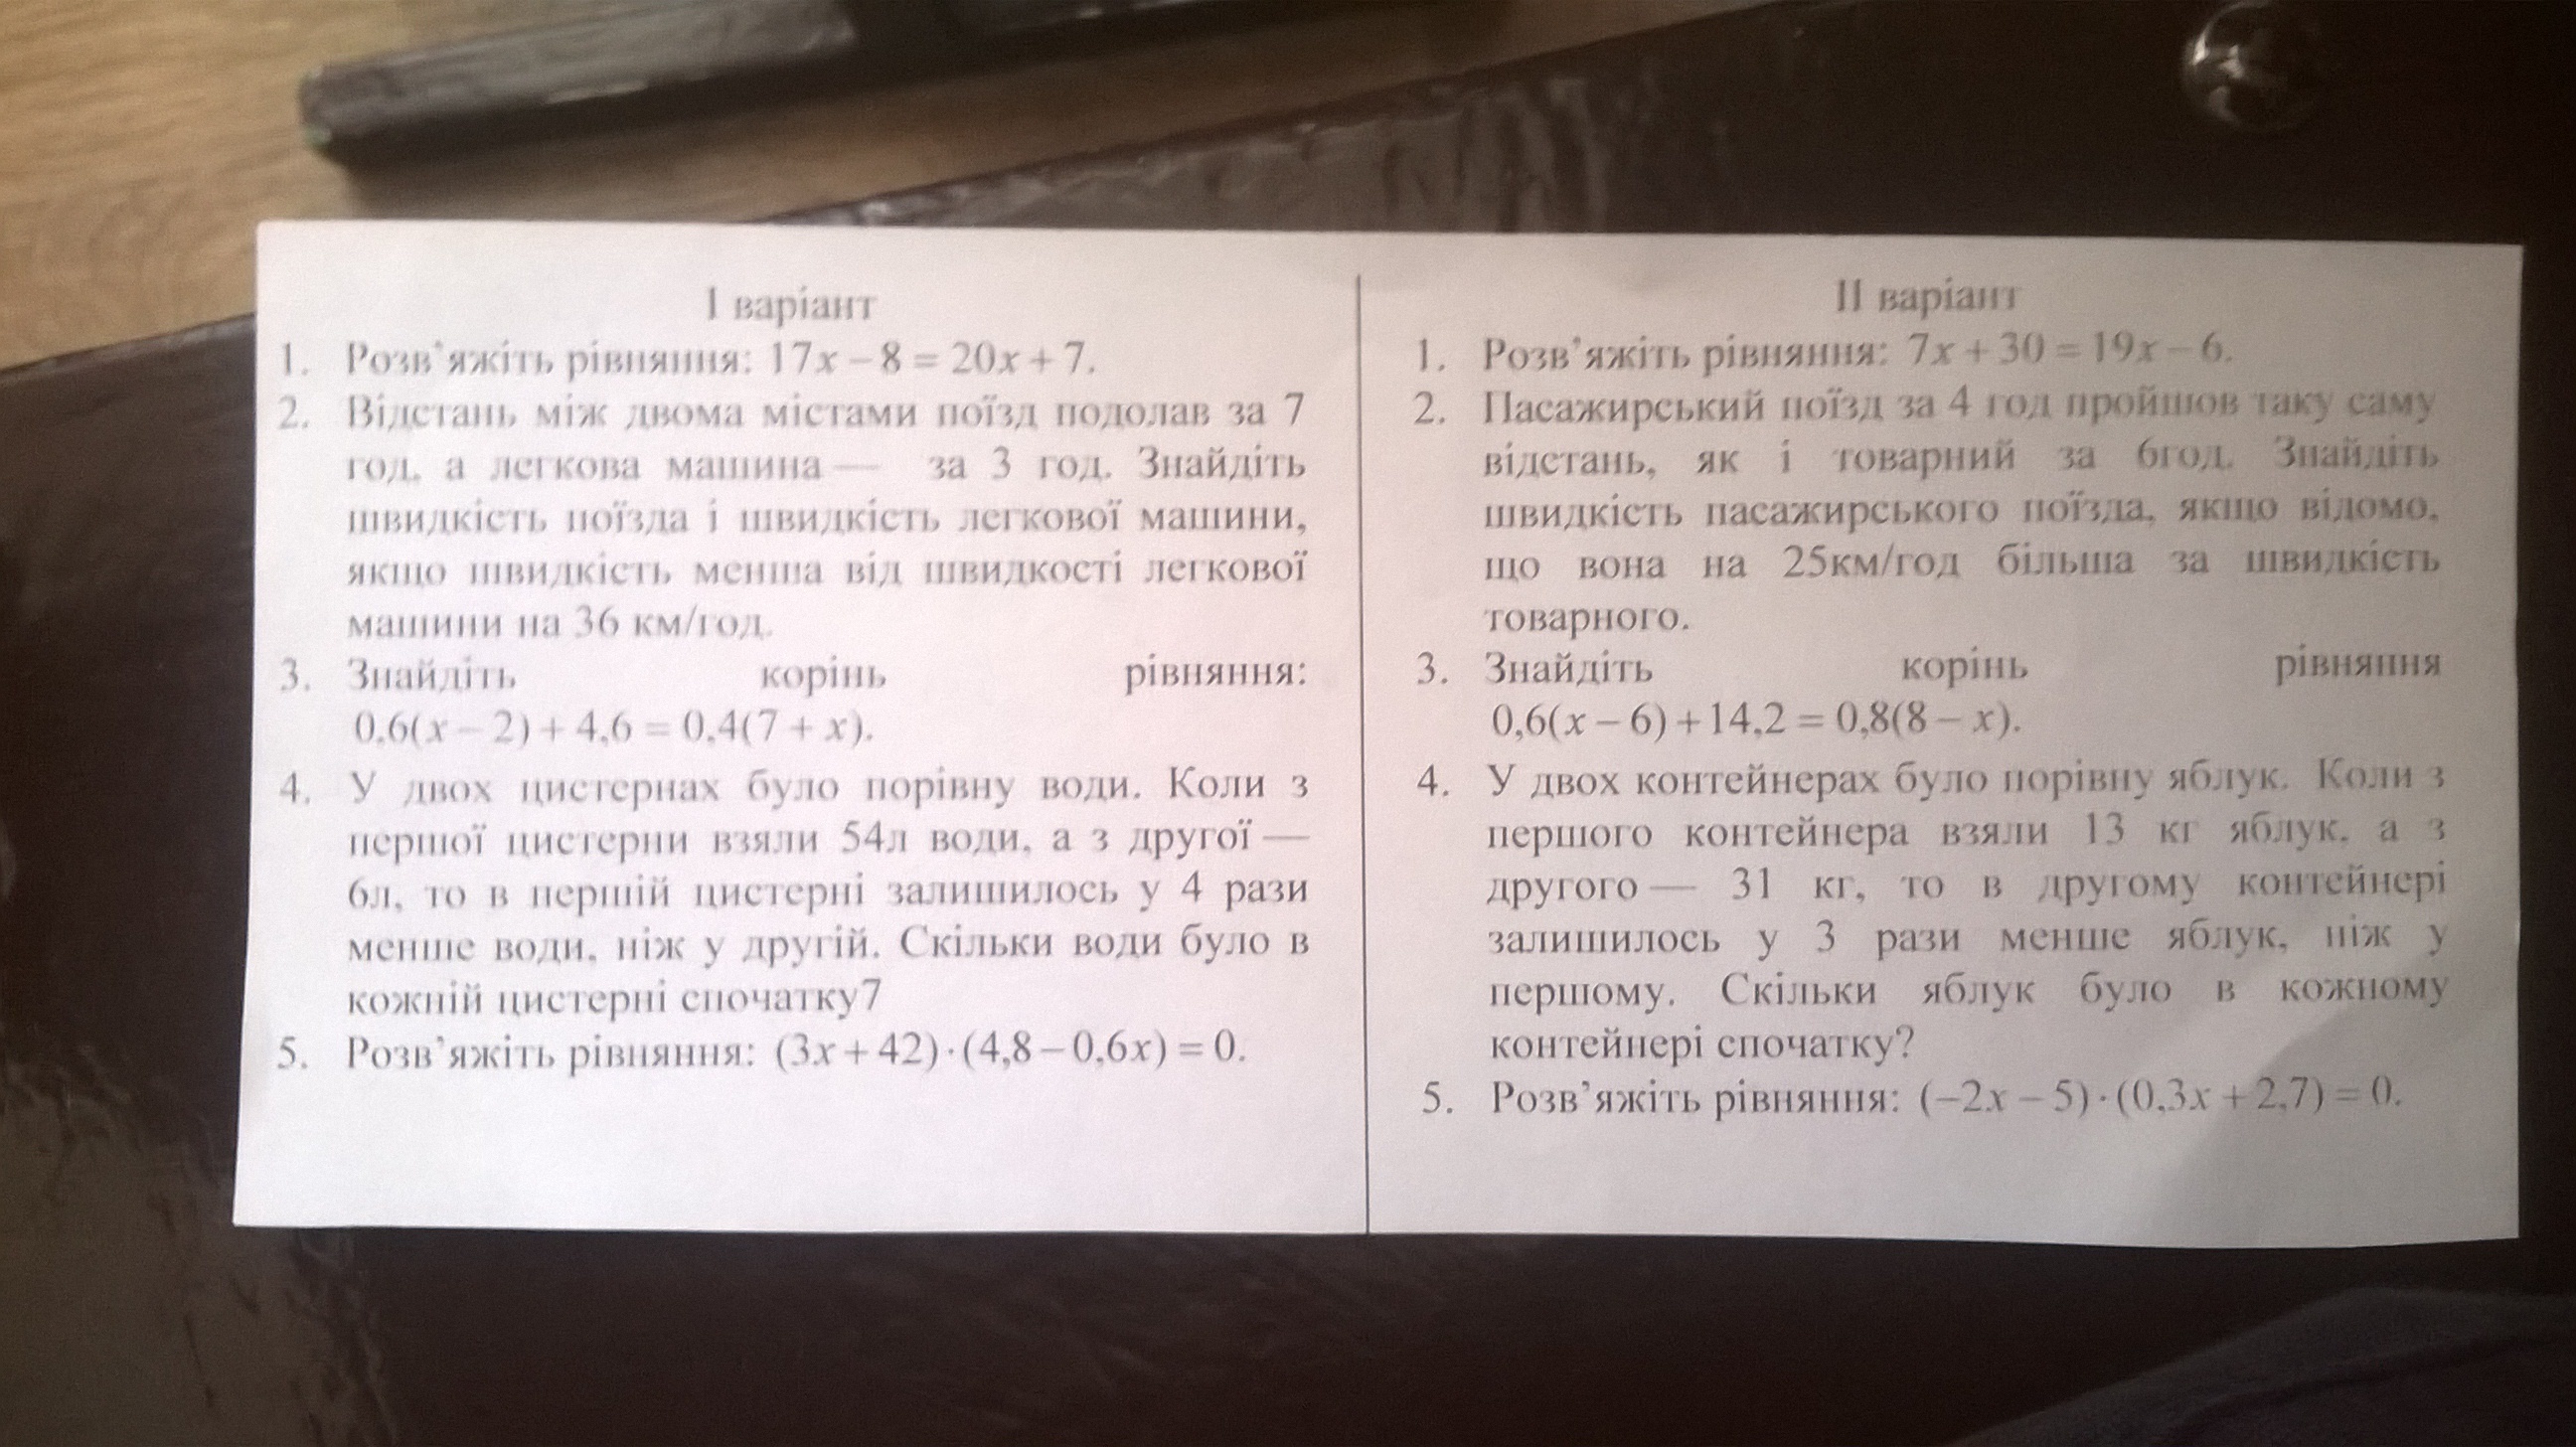 І варіант
1. Розв’яжіть рівняння: 17x – 8 = 20x + 7.
2. Відстань між двома містами поїзд подолав за 7
год, а легкова машина — за 3 год. Знайдіть
швидкість поїзда і швидкість легкової машини,
якщо швидкість менша від швидкості легкової
машини на 36 км/год.
3. Знайдіть корінь рівняння:
0,6(x – 2) + 4,6 = 0,4(7 + x).
4. У двох цистернах було порівну води. Коли з
першої цистерни взяли 54л води, а з другої —
6л, то в першій цистерні залишилось у 4 рази
менше води, ніж у другій. Скільки води було в
кожній цистерні спочатку7
5. Розв’яжіть рівняння: (3x + 42) · (4,8 – 0,6x) = 0.
ІІ варіант
1. Розв’яжіть рівняння: 7x + 30 = 19x – 6.
2. Пасажирський поїзд за 4 год пройшов таку саму
відстань, як і товарний за 6год. Знайдіть
швидкість пасажирського поїзда, якщо відомо,
що вона на 25км/год більша за швидкість
товарного.
3. Знайдіть корінь рівняння
0,6(x – 6) + 14,2 = 0,8(8 – x).
4. У двох контейнерах було порівну яблук. Коли з
першого контейнера взяли 13 кг яблук, а з
другого — 31 кг, то в другому контейнері
залишилось у 3 рази менше яблук, ніж у
першому. Скільки яблук було в кожному
контейнері спочатку?
5. Розв’яжіть рівняння: (–2x – 5) · (0,3x + 2,7) = 0.